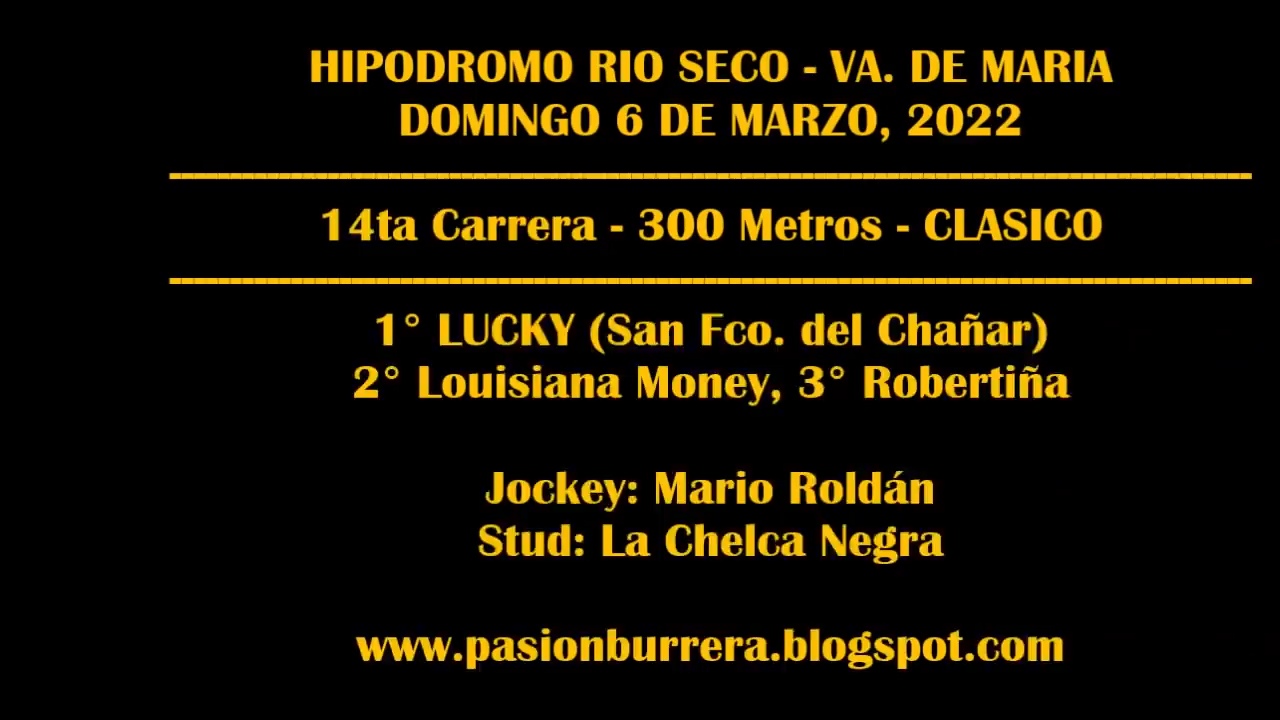 HIPODROMO RIO SECO - VA. DE MARIA
DOMINGO 6 DE MARZO, 2022
14ta Carrera - 300 Metros - CLASICO
1° LUCKY (San Fco. del Chañar)
2° Louisiana Money, 3° Robertiña
Jockey: Mario Roldán
Stud: La Chelca Negra
www.pasionburrera.blogspot.com